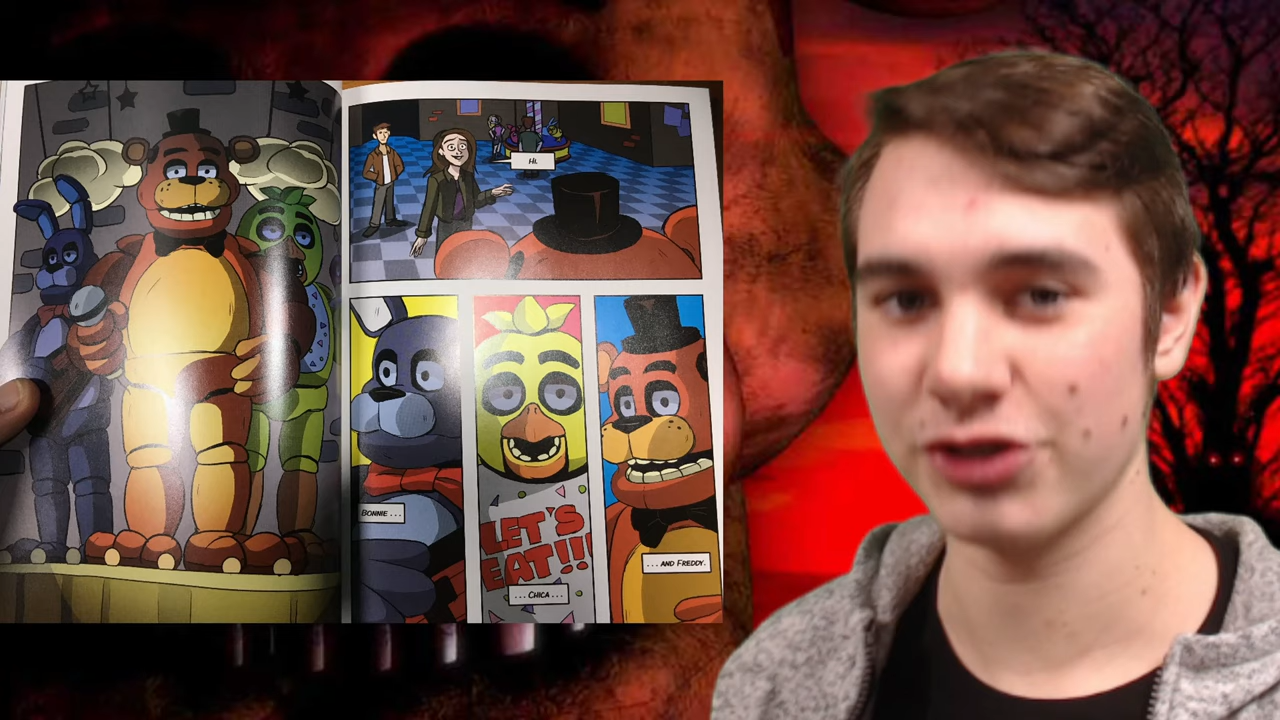 Hi.
Bonnie...
LET'S
EAT!!!
...Chica...
...and Freddy.